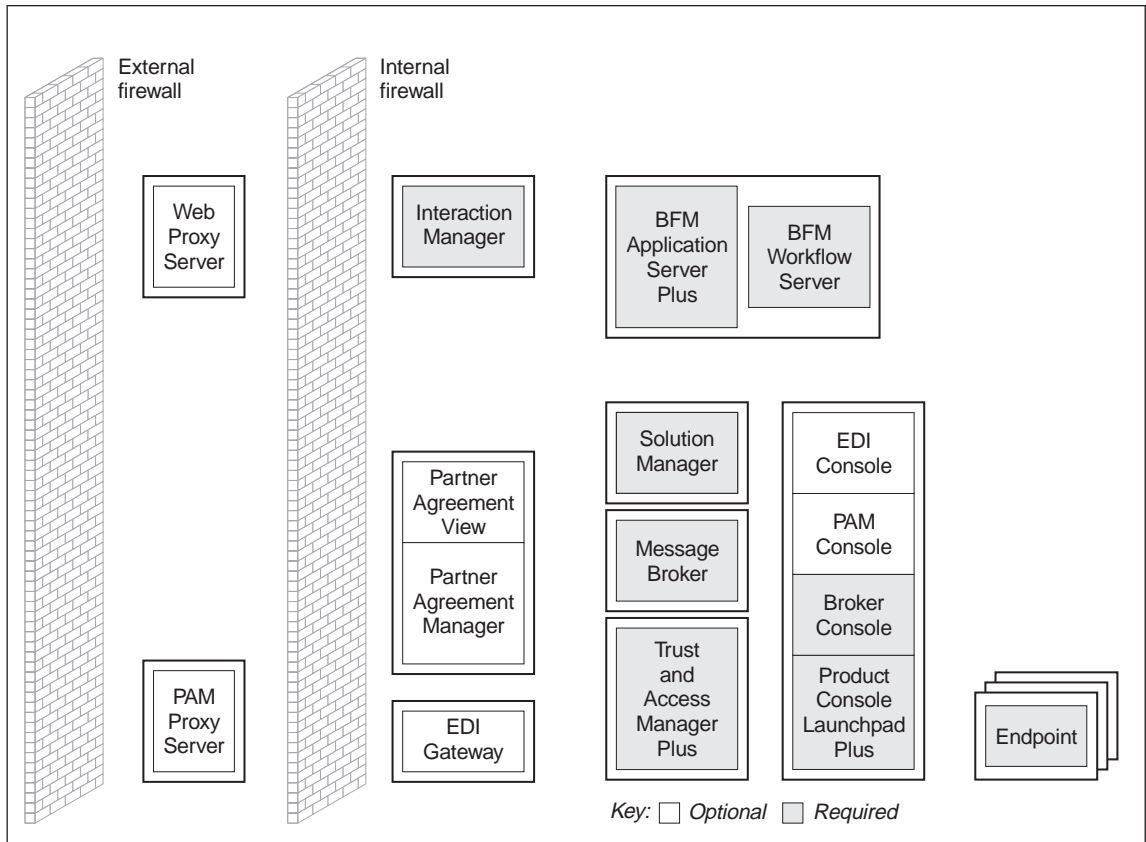 External
firewall
Internal
firewall
Web
Proxy
Server
Interaction
Manager
BFM
Application
Server
Plus
BFM
Workflow
Server
Partner
Agreement
View
Partner
Agreement
Manager
Solution
Manager
Message
Broker
Trust
and
Access
Manager
Plus
EDI
Console
PAM
Console
Broker
Console
Product
Console
Launchpad
Plus
PAM
Proxy
Server
EDI
Gateway
Endpoint
Key: Optional Required